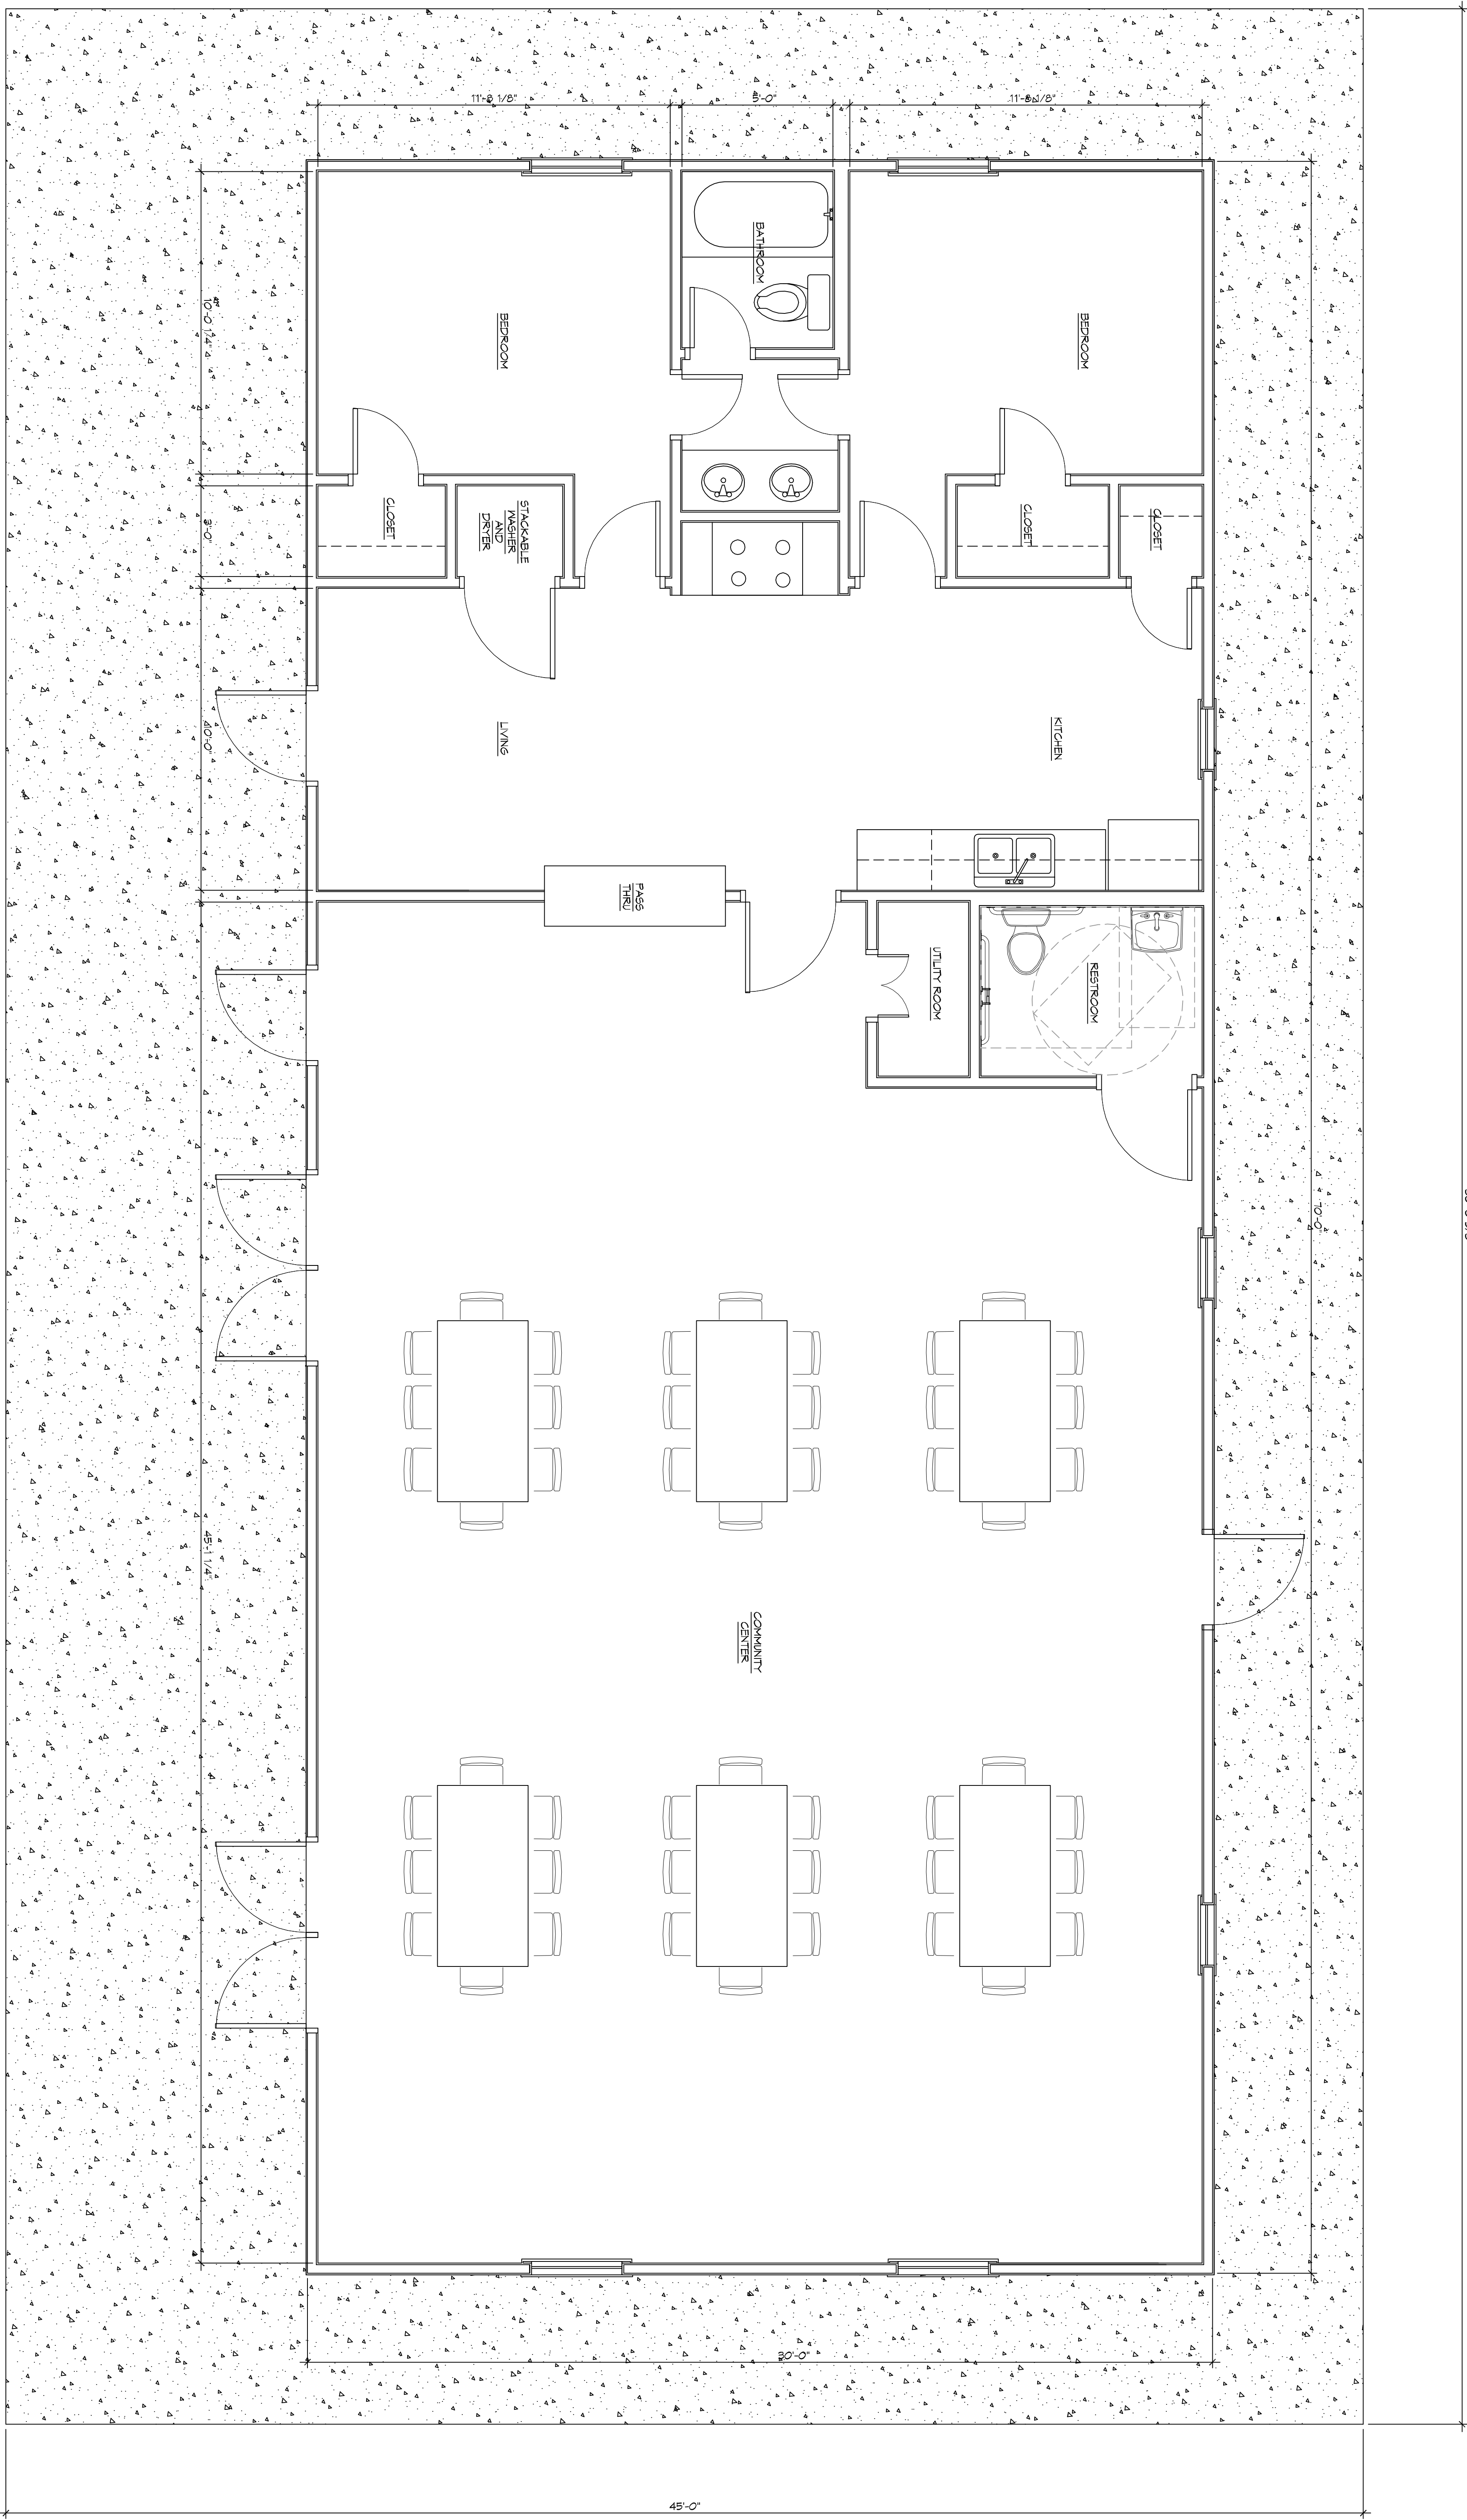 11'-8 1/8"
5'-0"
11'-8 1/8"
BATHROOM
BEDROOM
BEDROOM
10'-0 1/4"
CLOSET
STACKABLE
WASHER
AND
DRYER
CLOSET
CLOSET
3'-0"
LIVING
KITCHEN
10'-0"
PASS
THRU
UTILITY ROOM
RESTROOM
70'-0"
45'-1 1/4"
COMMUNITY
CENTER
30'-0"
45'-0"